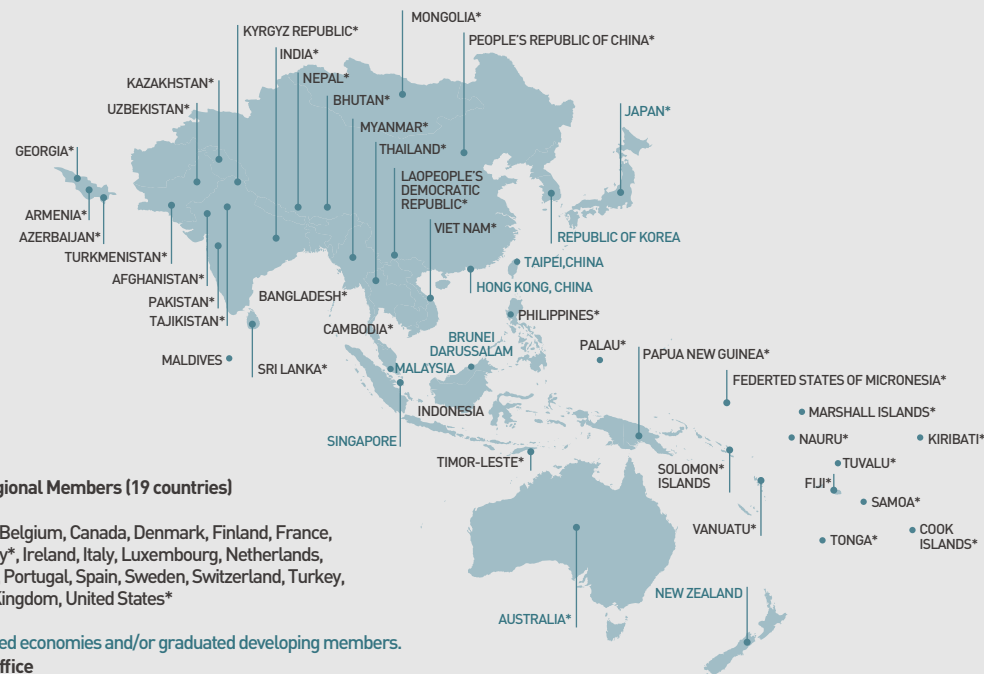 MONGOLIA*
KYRGYZ REPUBLIC*
PEOPLE'S REPUBLIC OF CHINA*
INDIA*
NEPAL*
KAZAKHSTAN*
BHUTAN*
UZBEKISTAN*
JAPAN*
MYANMAR*
THAILAND*
GEORGIA*
LAOPEOPLE'S
DEMOCRATIC
REPUBLIC*
ARMENIA*
VIET NAM*
AZERBAIJAN*
REPUBLIC OF KOREA
TURKMENISTAN*
TAIPEI,CHINA
AFGHANISTAN*
HONG KONG, CHINA
BANGLADESH*
PAKISTAN*
PHILIPPINES*
TAJIKISTAN*
CAMBODIA*
BRUNEI
DARUSSALAM
PALAU*
PAPUA NEW GUINEA*
MALDIVES
SRI LANKA*
MALAYSIA
FEDERTED STATES OF MICRONESIA*
INDONESIA
MARSHALL ISLANDS*
SINGAPORE
NAURU*
KIRIBATI*
TIMOR-LESTE*
SOLOMON*
ISLANDS
TUVALU*
FIJI*
SAMOA*
VANUATU*
COOK
ISLANDS*
TONGA*
gional Members (19 countries)
Belgium, Canada, Denmark, Finland, France,
y*, Ireland, Italy, Luxembourg, Netherlands,
Portugal, Spain, Sweden, Switzerland, Turkey,
Kingdom, United States*
NEW ZEALAND
AUSTRALIA*
ed economies and/or graduated developing members.
ffice